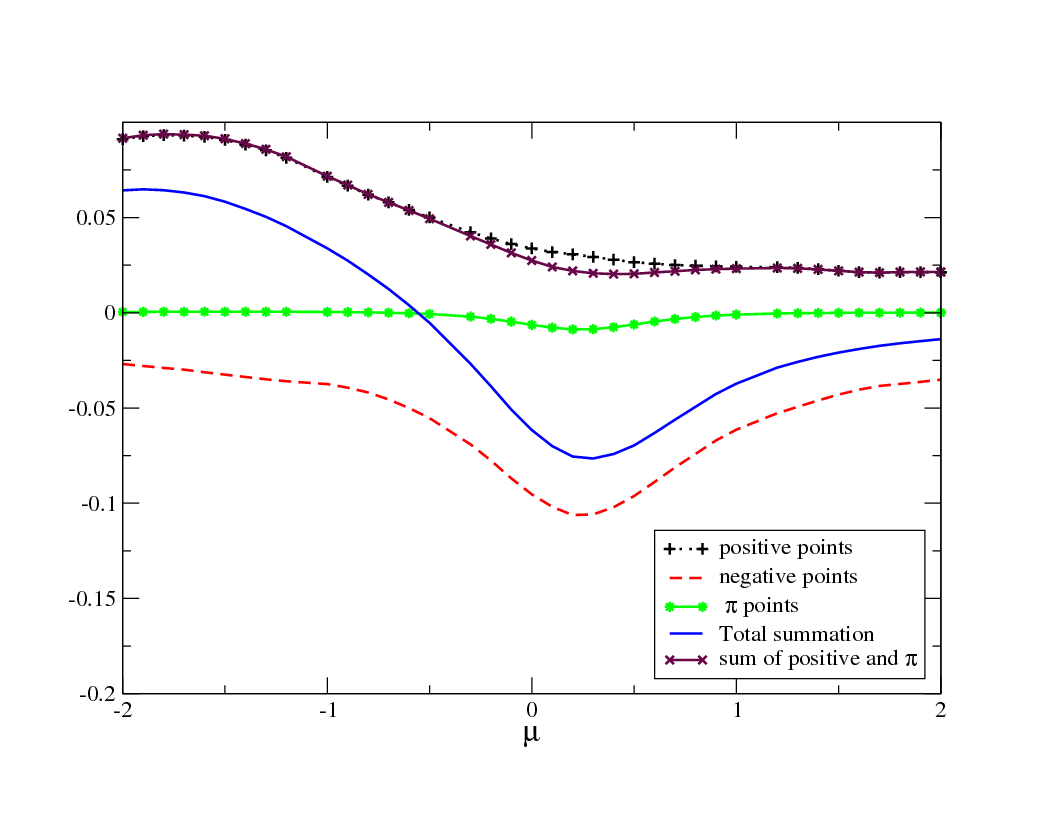 0.05
0
-0.05
-0.1
-0.15
-0.2
-2
-1
0
1
2
μ
positive points
negative points
π points
Total summation
sum of positive and π